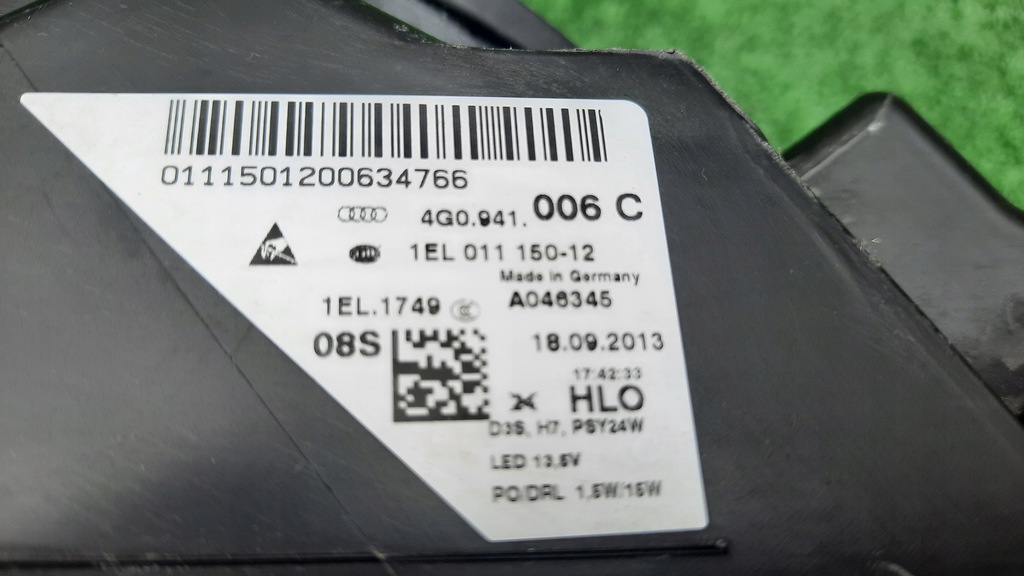 0111501200634766
4G0.941. 006 C
1EL 011 150-12
Made in Germany
1EL.1749 A046345
08S 18.09.2013
17:42:33
HLO
D3S, H7, PSY24W
LED 13,5V
PO/DRL 1.5W/15W